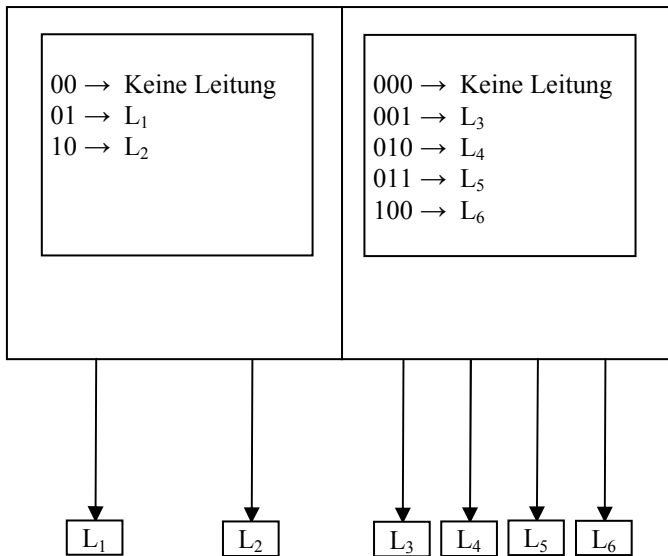 00 → Keine Leitung
01 → L₁
10 → L₂
000 → Keine Leitung
001 → L₃
010 → L₄
011 → L₅
100 → L₆
L₁
L₂
L₃
L₄
L₅
L₆